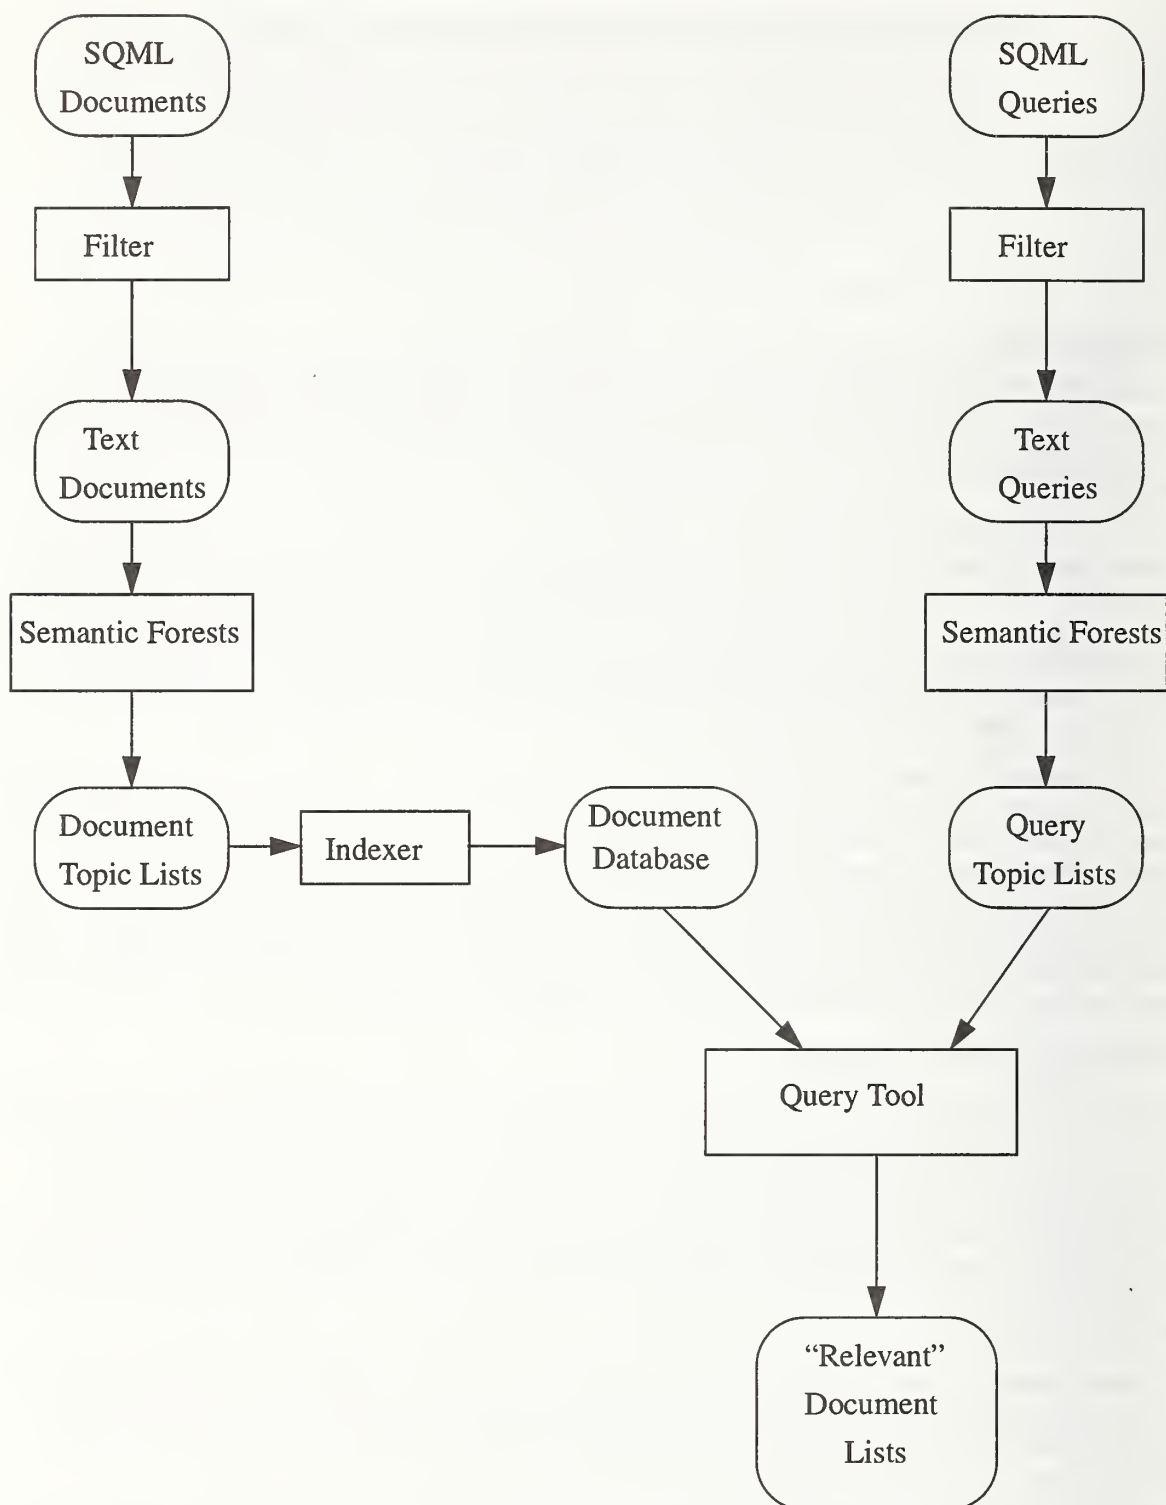 SQML
Documents
Filter
Text
Documents
Semantic Forests
Document
Topic Lists
Indexer
Document
Database
SQML
Queries
Filter
Text
Queries
Semantic Forests
Query
Topic Lists
Query Tool
“Relevant”
Document
Lists